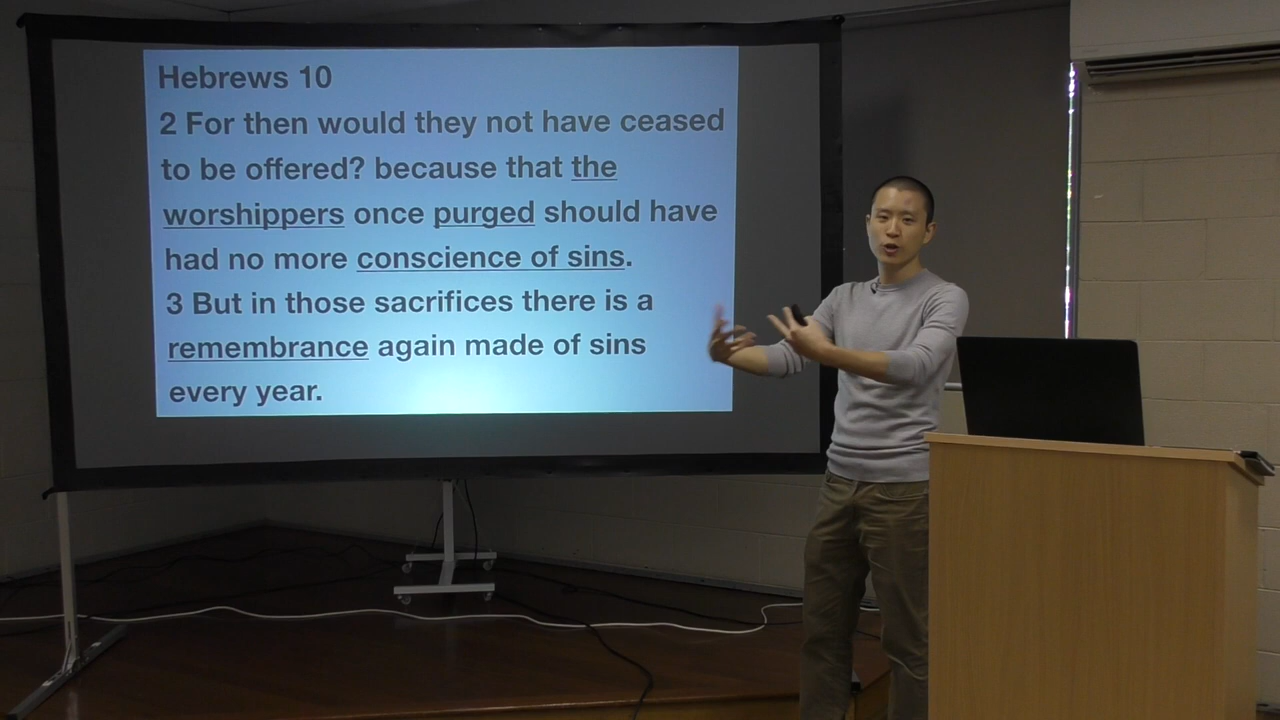 Hebrews 10
2 For then would they not have ceased
to be offered? because that the
worshippers once purged should have
had no more conscience of sins.
3 But in those sacrifices there is a
remembrance again made of sins
every year.